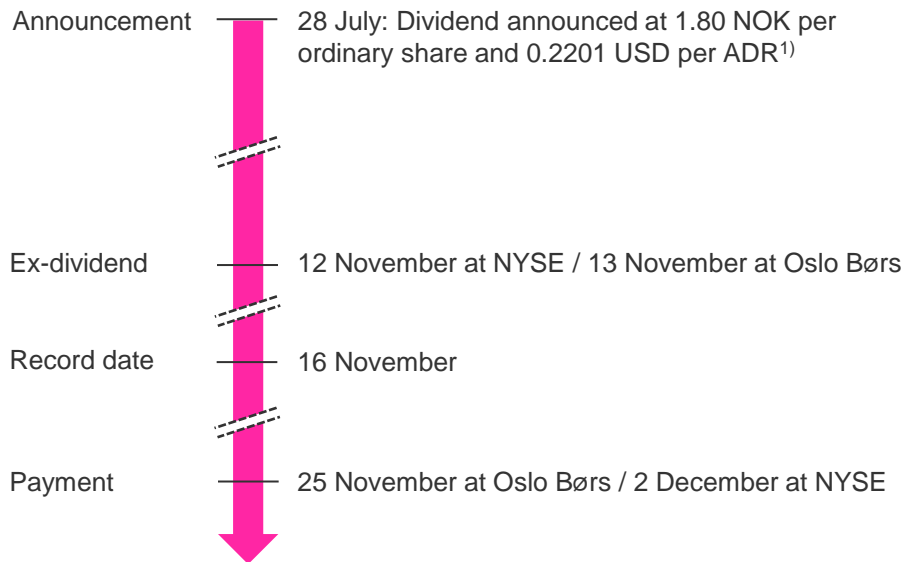 Announcement
28 July: Dividend announced at 1.80 NOK per
ordinary share and 0.2201 USD per ADR1)
Ex-dividend
12 November at NYSE / 13 November at Oslo Børs
Record date
16 November
Payment
25 November at Oslo Børs / 2 December at NYSE